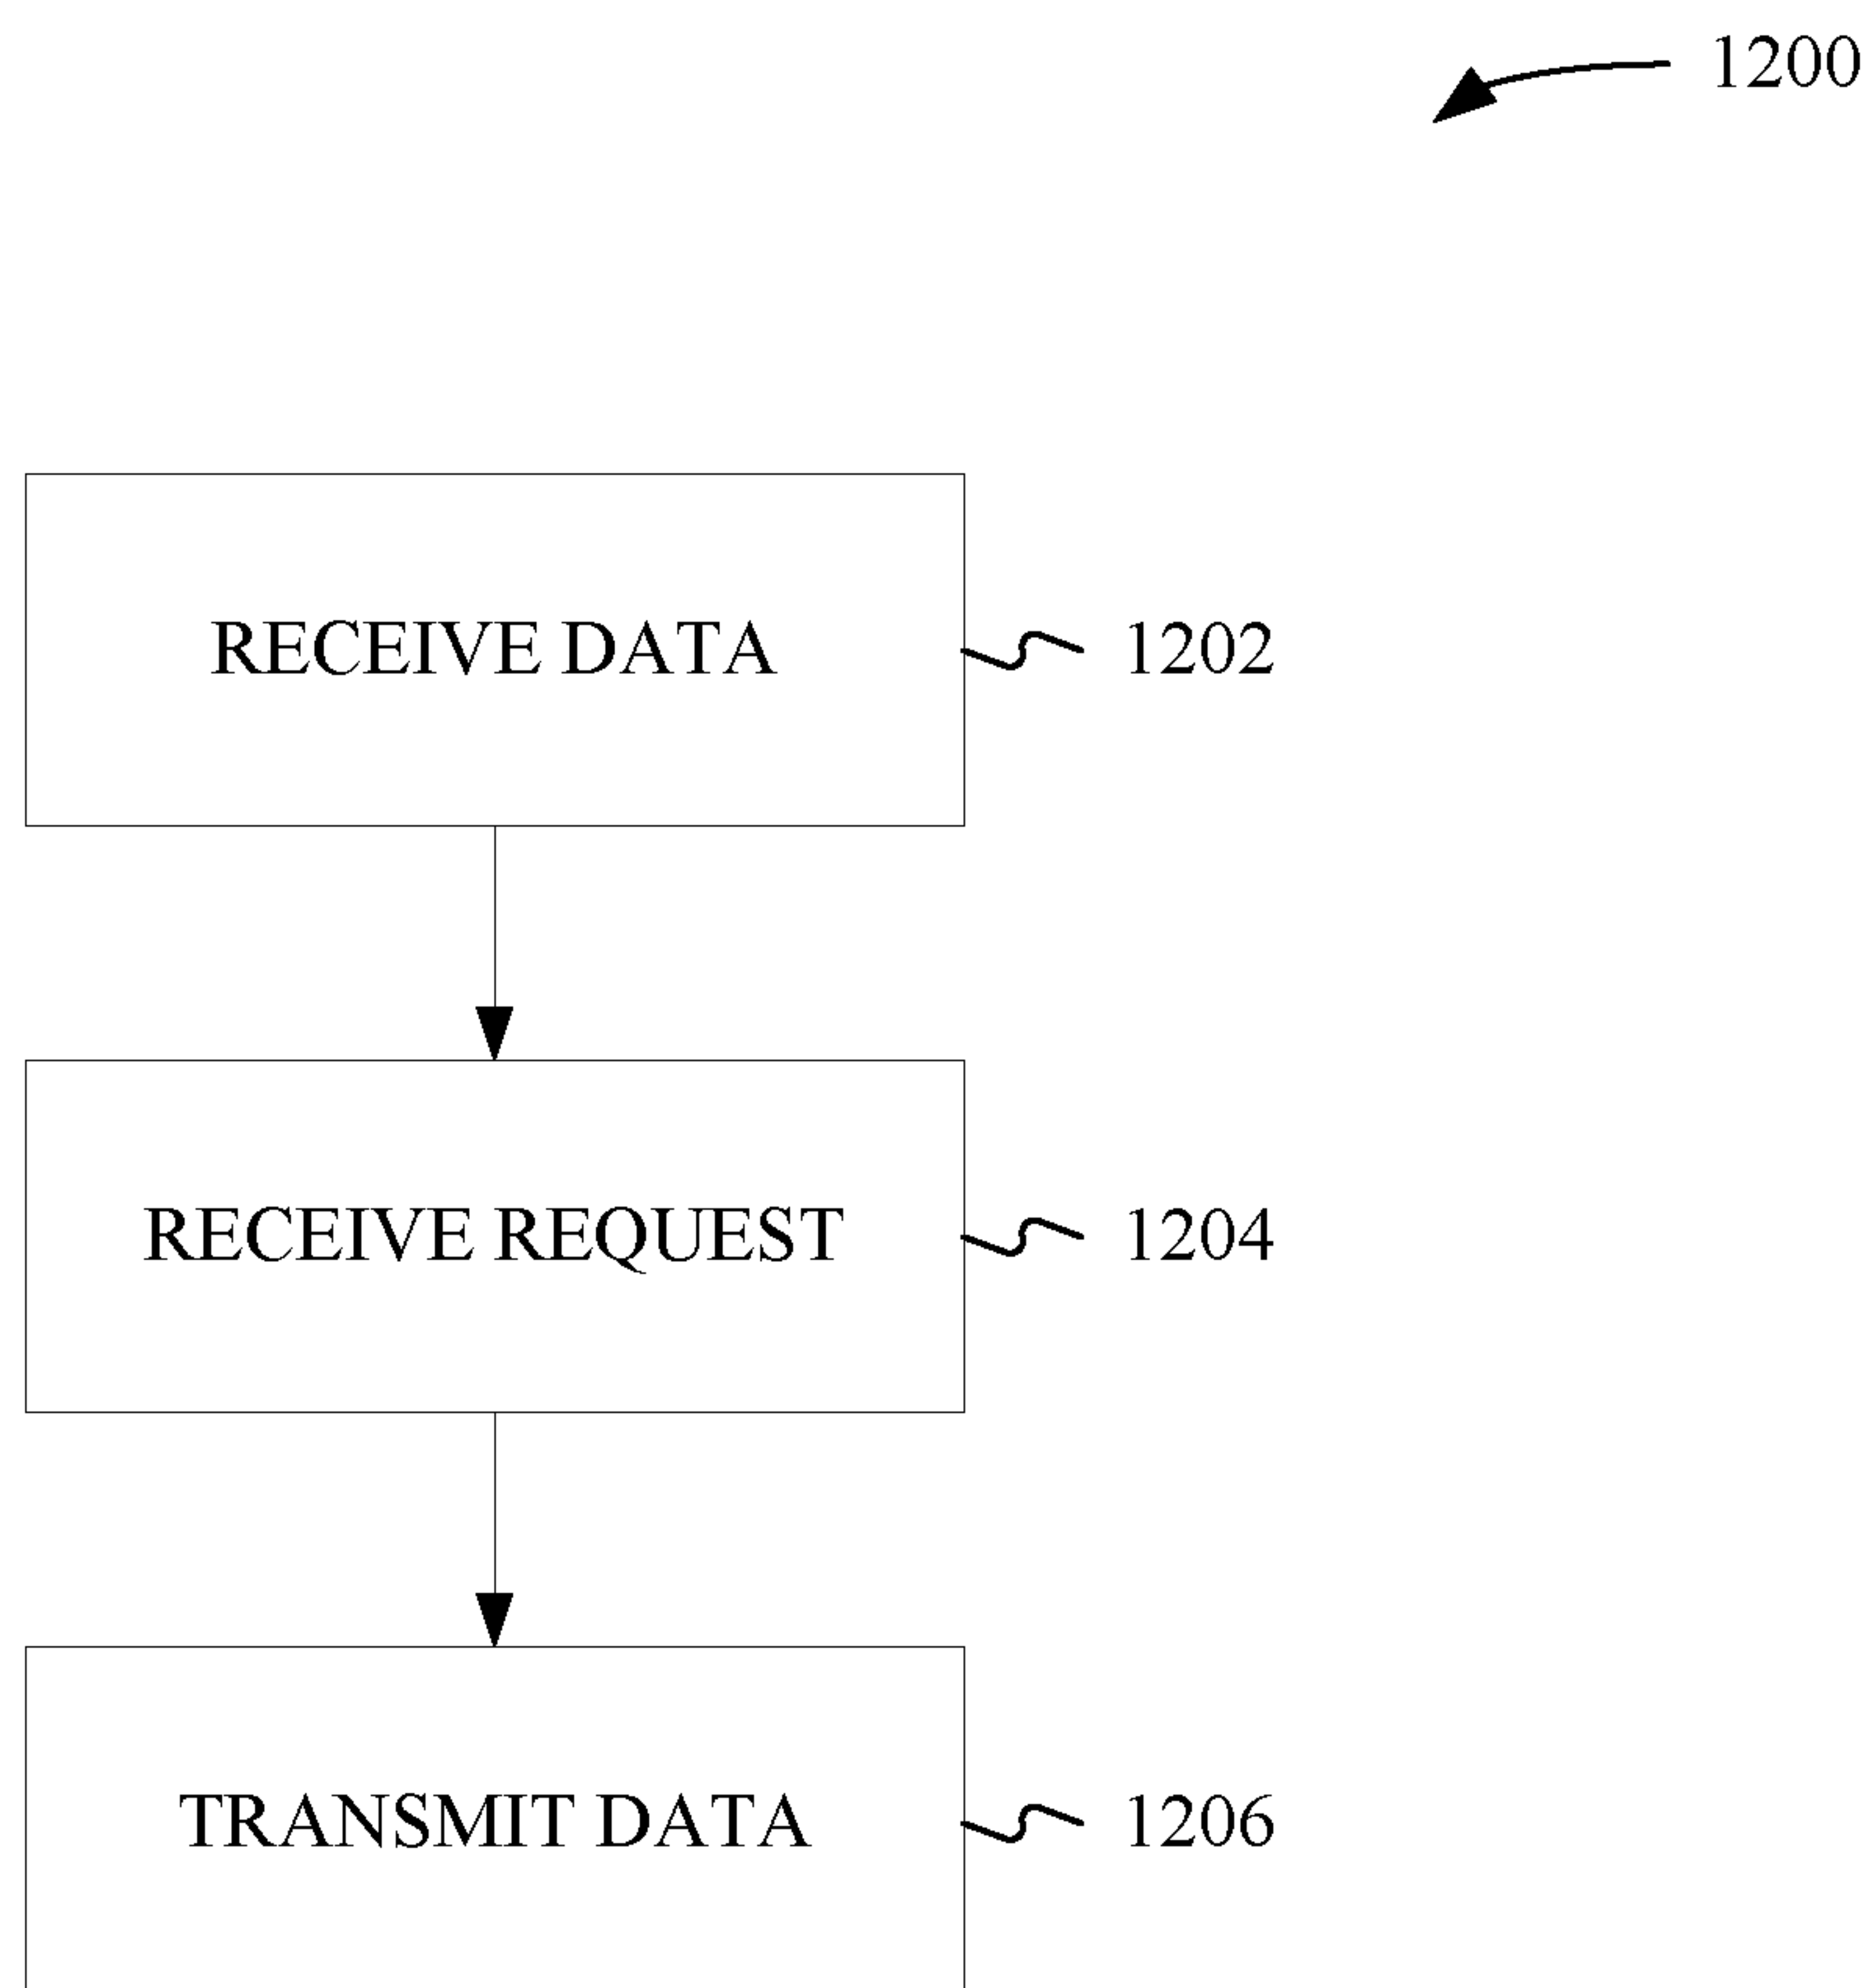 1200
RECEIVE DATA
1202
RECEIVE REQUEST
1204
TRANSMIT DATA
1206